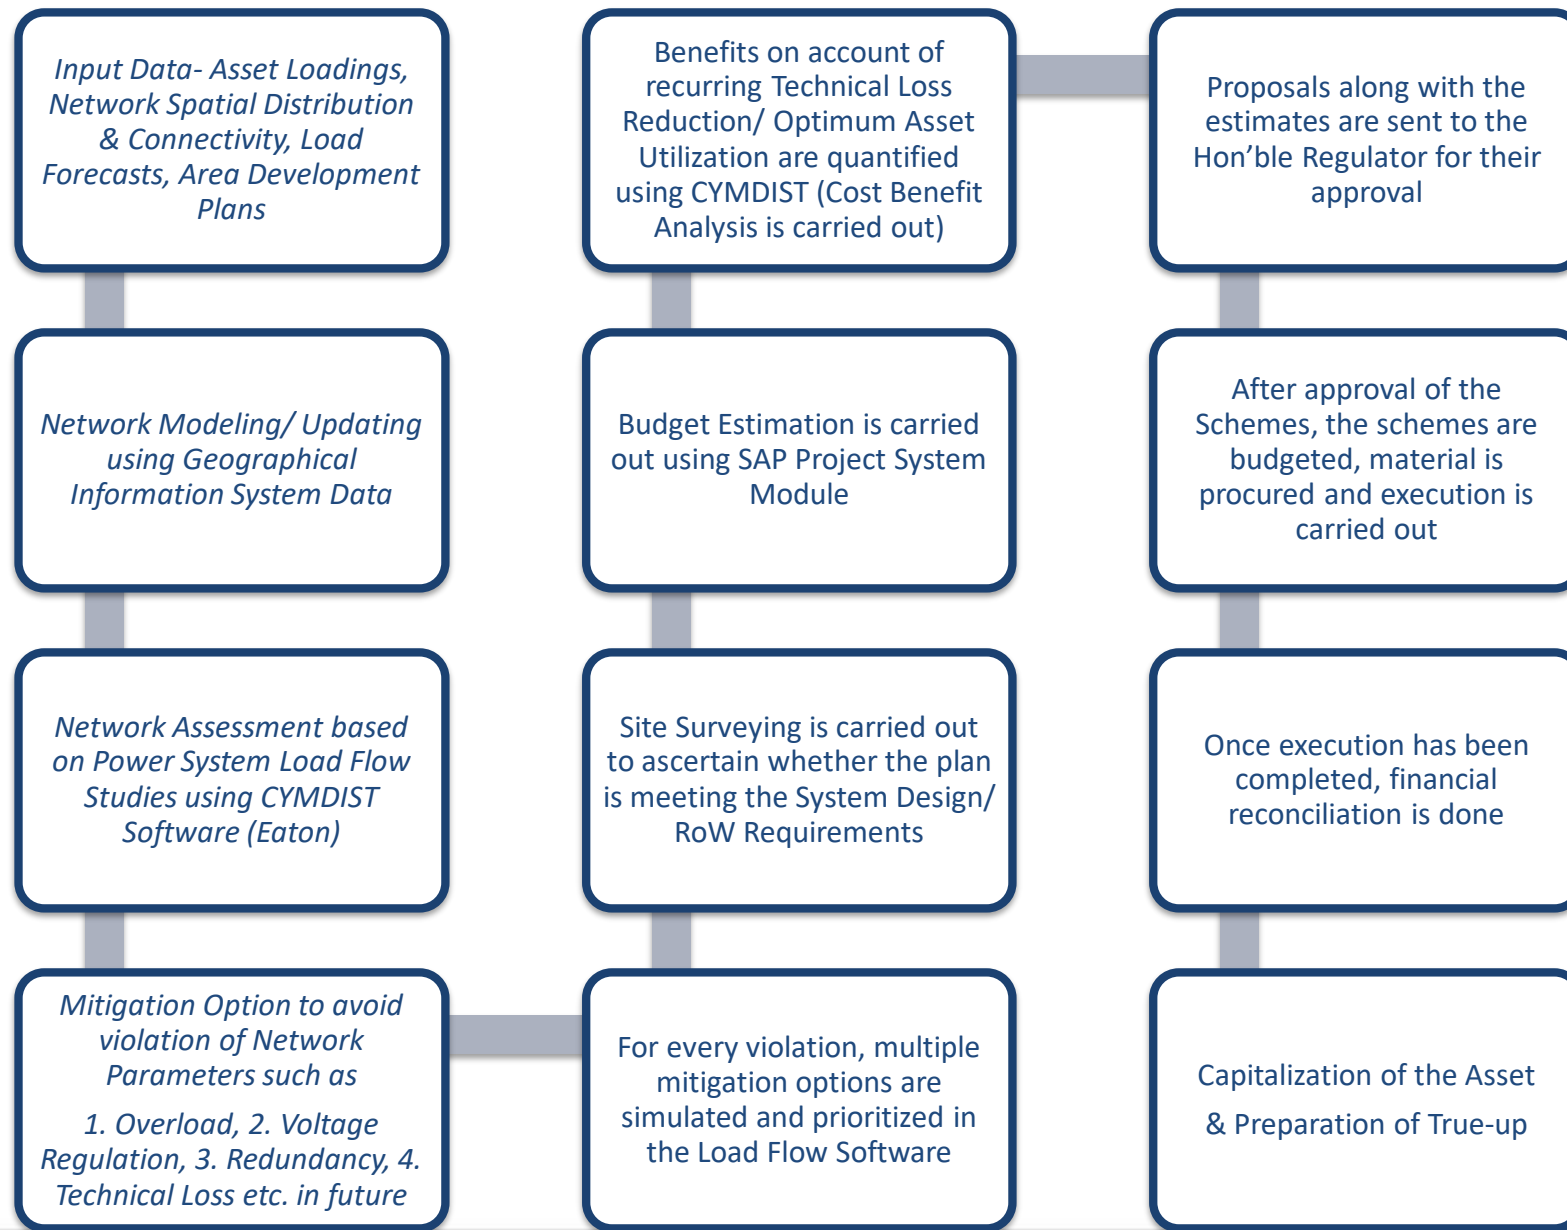 Input Data- Asset Loadings,
Network Spatial Distribution
& Connectivity, Load
Forecasts, Area Development
Plans
Network Modeling/ Updating
using Geographical
Information System Data
Network Assessment based
on Power System Load Flow
Studies using CYMDIST
Software (Eaton)
Mitigation Option to avoid
violation of Network
Parameters such as
1. Overload, 2. Voltage
Regulation, 3. Redundancy, 4.
Technical Loss etc. in future
For every violation, multiple
mitigation options are
simulated and prioritized in
the Load Flow Software
Site Surveying is carried out
to ascertain whether the plan
is meeting the System Design/
RoW Requirements
Budget Estimation is carried
out using SAP Project System
Module
Benefits on account of
recurring Technical Loss
Reduction/ Optimum Asset
Utilization are quantified
using CYMDIST (Cost Benefit
Analysis is carried out)
Proposals along with the
estimates are sent to the
Hon’ble Regulator for their
approval
After approval of the
Schemes, the schemes are
budgeted, material is
procured and execution is
carried out
Once execution has been
completed, financial
reconciliation is done
Capitalization of the Asset
& Preparation of True-up